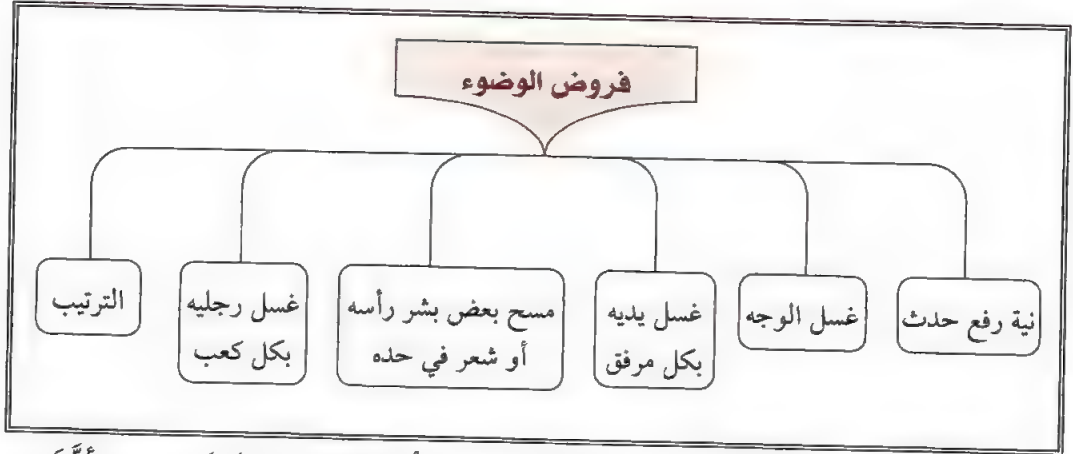 فروض الوضوء
نية رفع حدث
غسل الوجه
غسل يديه
بكل مرفق
مسح بعض بشر رأسه
أو شعر في حده
غسل رجليه
بكل كعب
الترتيب